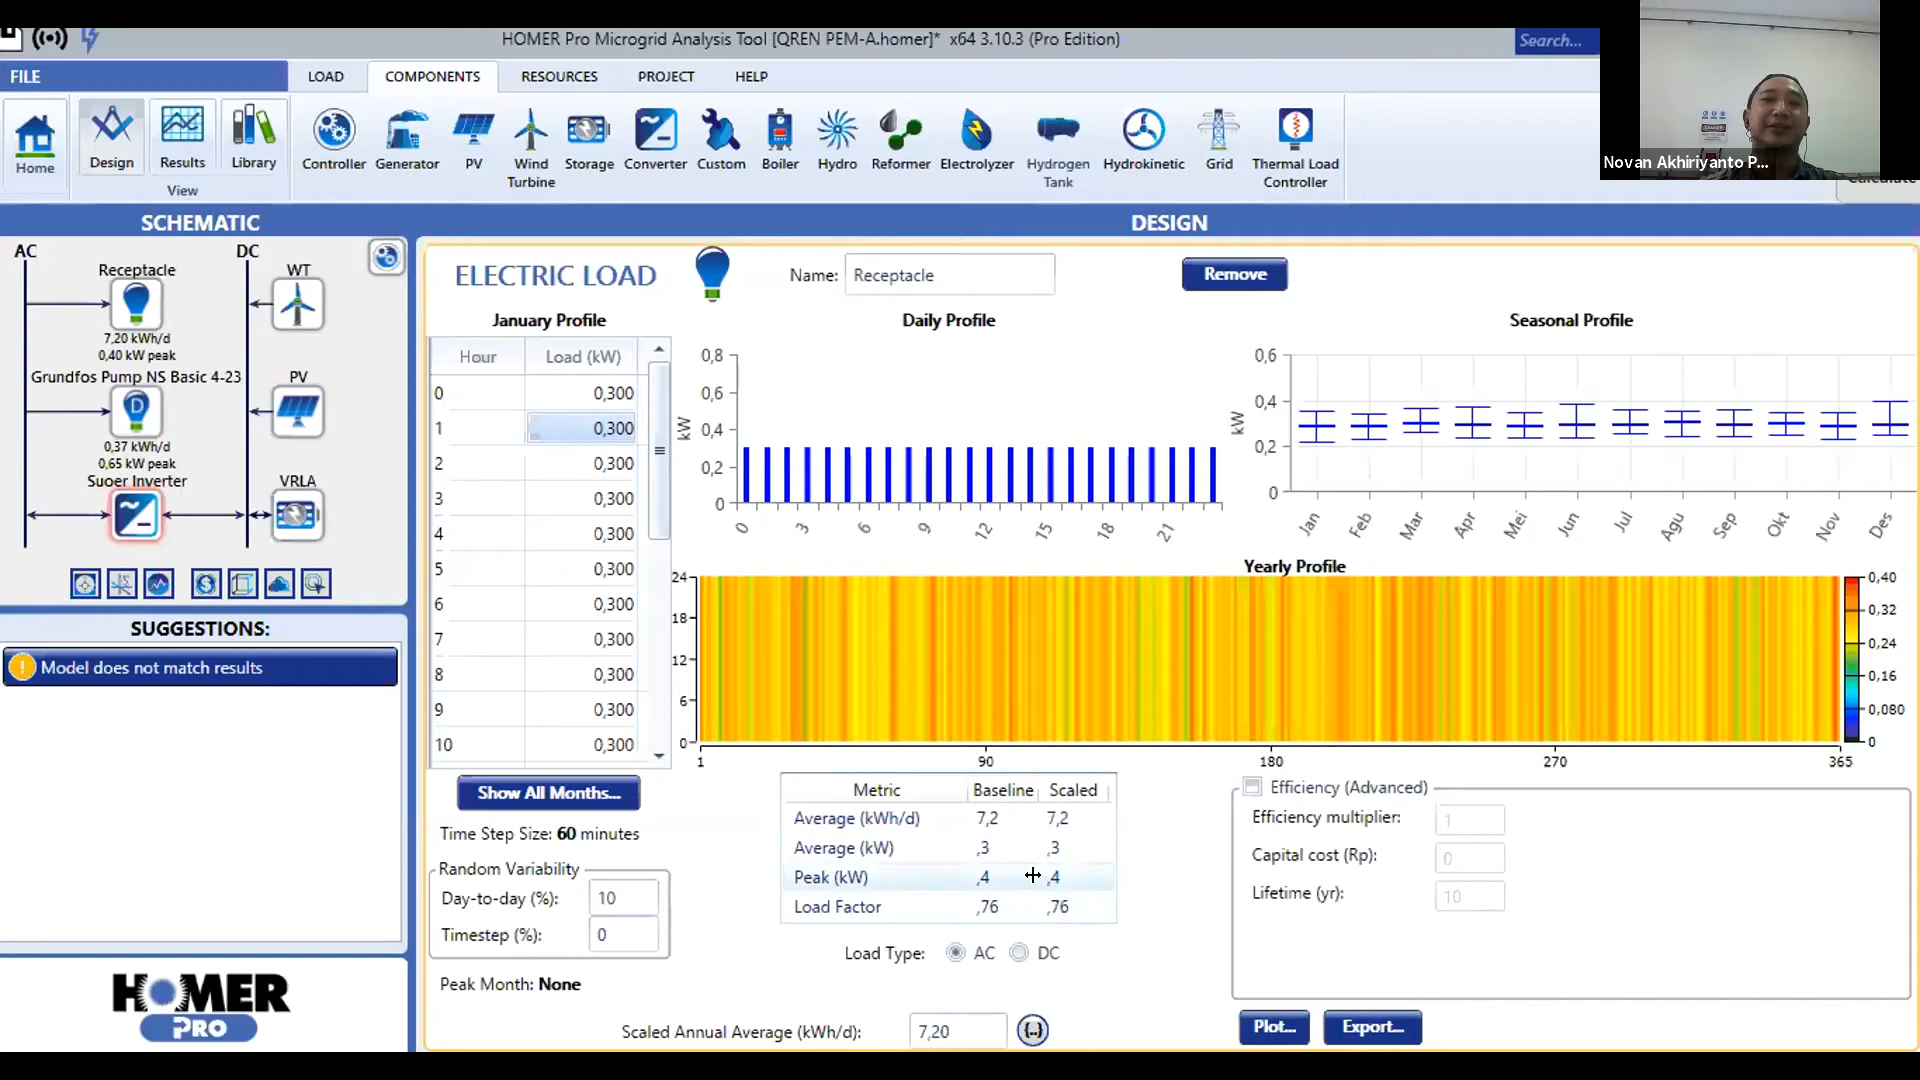 HOMER Pro Microgrid Analysis Tool [QREN PEM-A.homer]* x64 3.10.3 (Pro Edition)
Search...
FILE
LOAD
COMPONENTS
RESOURCES
PROJECT
HELP
Home
Design
Results
Library
View
Controller
Generator
PV
Wind
Turbine
Storage
Converter
Custom
Boiler
Hydro
Reformer
Electrolyzer
Hydrogen
Tank
Hydrokinetic
Grid
Thermal Load
Controller
Novan Akhiriyanto P...
Calculate
SCHEMATIC
AC
DC
Receptacle
7,20 kWh/d
0,40 kW peak
WT
Grundfos Pump NS Basic 4-23
D
0,37 kWh/d
0,65 kW peak
PV
Suoer Inverter
VRLA
SUGGESTIONS:
! Model does not match results
HOMER
PRO
DESIGN
ELECTRIC LOAD
Name: Receptacle
Remove
January Profile
Hour Load (kW)
0 0,300
1 0,300
2 0,300
3 0,300
4 0,300
5 0,300
6 0,300
7 0,300
8 0,300
9 0,300
10 0,300
Daily Profile
kW
0,8
0,6
0,4
0,2
0
0 3 6 9 12 15 18 21
Seasonal Profile
kW
0,6
0,4
0,2
0
Jan Feb Mar Apr Mei Jun Jul Agu Sep Okt Nov Des
Yearly Profile
24
18
12
6
0
1 90 180 270 365
0,40
0,32
0,24
0,16
0,080
0
Show All Months...
Time Step Size: 60 minutes
Random Variability
Day-to-day (%): 10
Timestep (%): 0
Peak Month: None
Metric Baseline Scaled
Average (kWh/d) 7,2 7,2
Average (kW) ,3 ,3
Peak (kW) ,4 ,4
Load Factor ,76 ,76
Load Type: AC DC
Scaled Annual Average (kWh/d): 7,20 {..}
Efficiency (Advanced)
Efficiency multiplier: 1
Capital cost (Rp): 0
Lifetime (yr): 10
Plot...
Export...